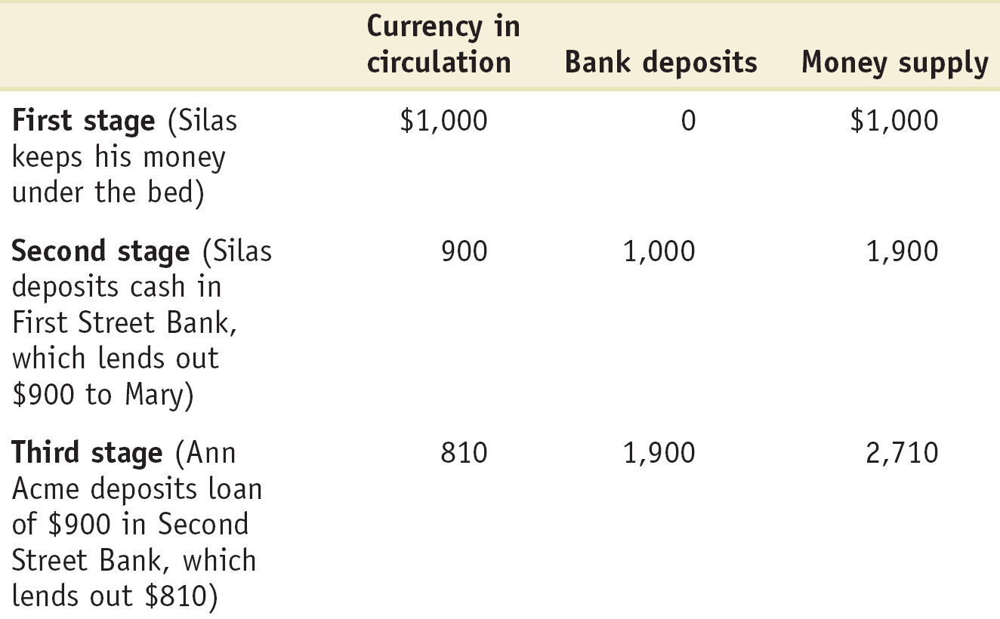 Currency in
circulation Bank deposits Money supply
First stage (Silas $1,000 0 $1,000
keeps his money
under the bed)
Second stage (Silas 900 1,000 1,900
deposits cash in
First Street Bank,
which lends out
$900 to Mary)
Third stage (Ann 810 1,900 2,710
Acme deposits loan
of $900 in Second
Street Bank, which
lends out $810)